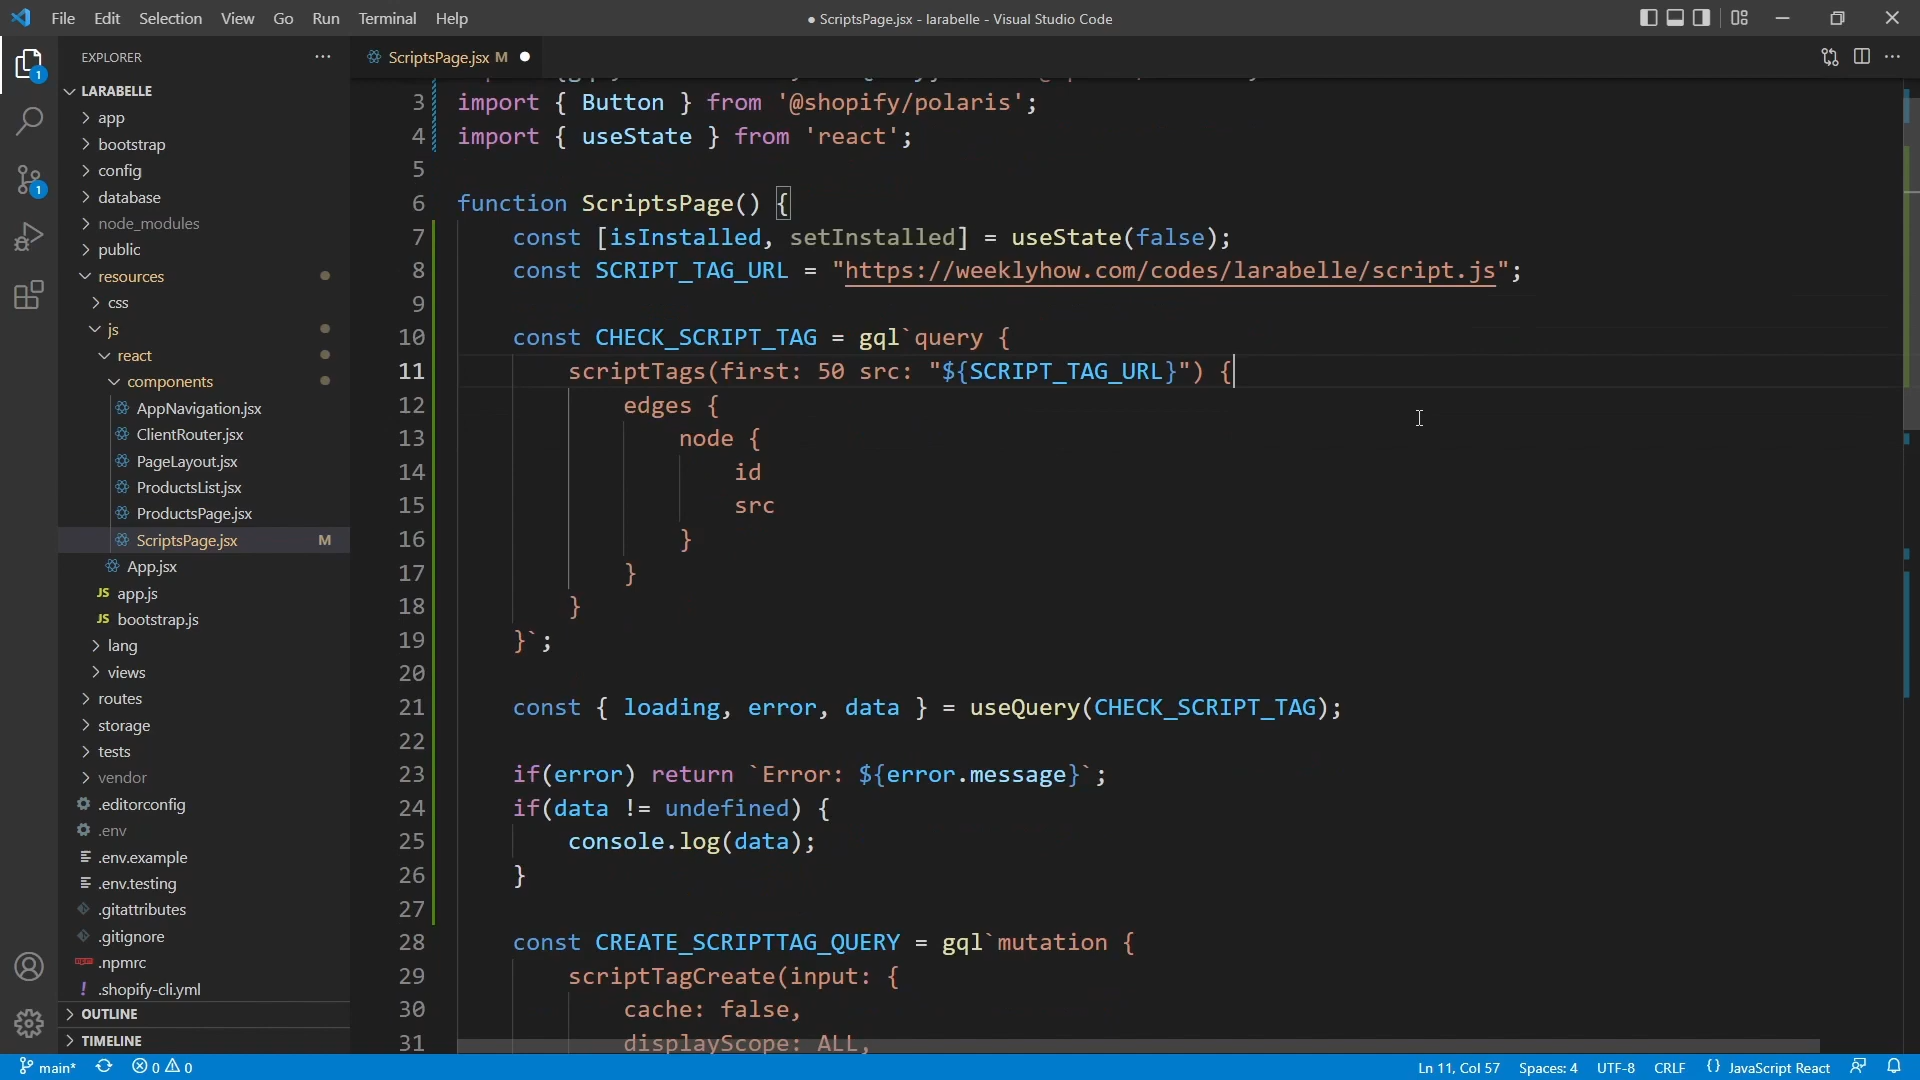 File Edit Selection View Go Run Terminal Help
● ScriptsPage.jsx - larabelle - Visual Studio Code
EXPLORER
LARABELLE
app
bootstrap
config
database
node_modules
public
resources
css
js
react
components
AppNavigation.jsx
ClientRouter.jsx
PageLayout.jsx
ProductsList.jsx
ProductsPage.jsx
ScriptsPage.jsx M
App.jsx
JS app.js
JS bootstrap.js
lang
views
routes
storage
tests
vendor
.editorconfig
.env
.env.example
.env.testing
.gitattributes
.gitignore
.npmrc
! .shopify-cli.yml
OUTLINE
TIMELINE
1
1
ScriptsPage.jsx M ●
3 import { Button } from '@shopify/polaris';
4 import { useState } from 'react';
5
6 function ScriptsPage() {
7 const [isInstalled, setInstalled] = useState(false);
8 const SCRIPT_TAG_URL = "https://weeklyhow.com/codes/larabelle/script.js";
9
10 const CHECK_SCRIPT_TAG = gql`query {
11 scriptTags(first: 50 src: "${SCRIPT_TAG_URL}") {
12 edges {
13 node {
14 id
15 src
16 }
17 }
18 }
19 }`;
20
21 const { loading, error, data } = useQuery(CHECK_SCRIPT_TAG);
22
23 if(error) return `Error: ${error.message}`;
24 if(data != undefined) {
25 console.log(data);
26 }
27
28 const CREATE_SCRIPTTAG_QUERY = gql`mutation {
29 scriptTagCreate(input: {
30 cache: false,
31 displayScope: ALL,
main* 0 0 Ln 11, Col 57 Spaces: 4 UTF-8 CRLF {} JavaScript React